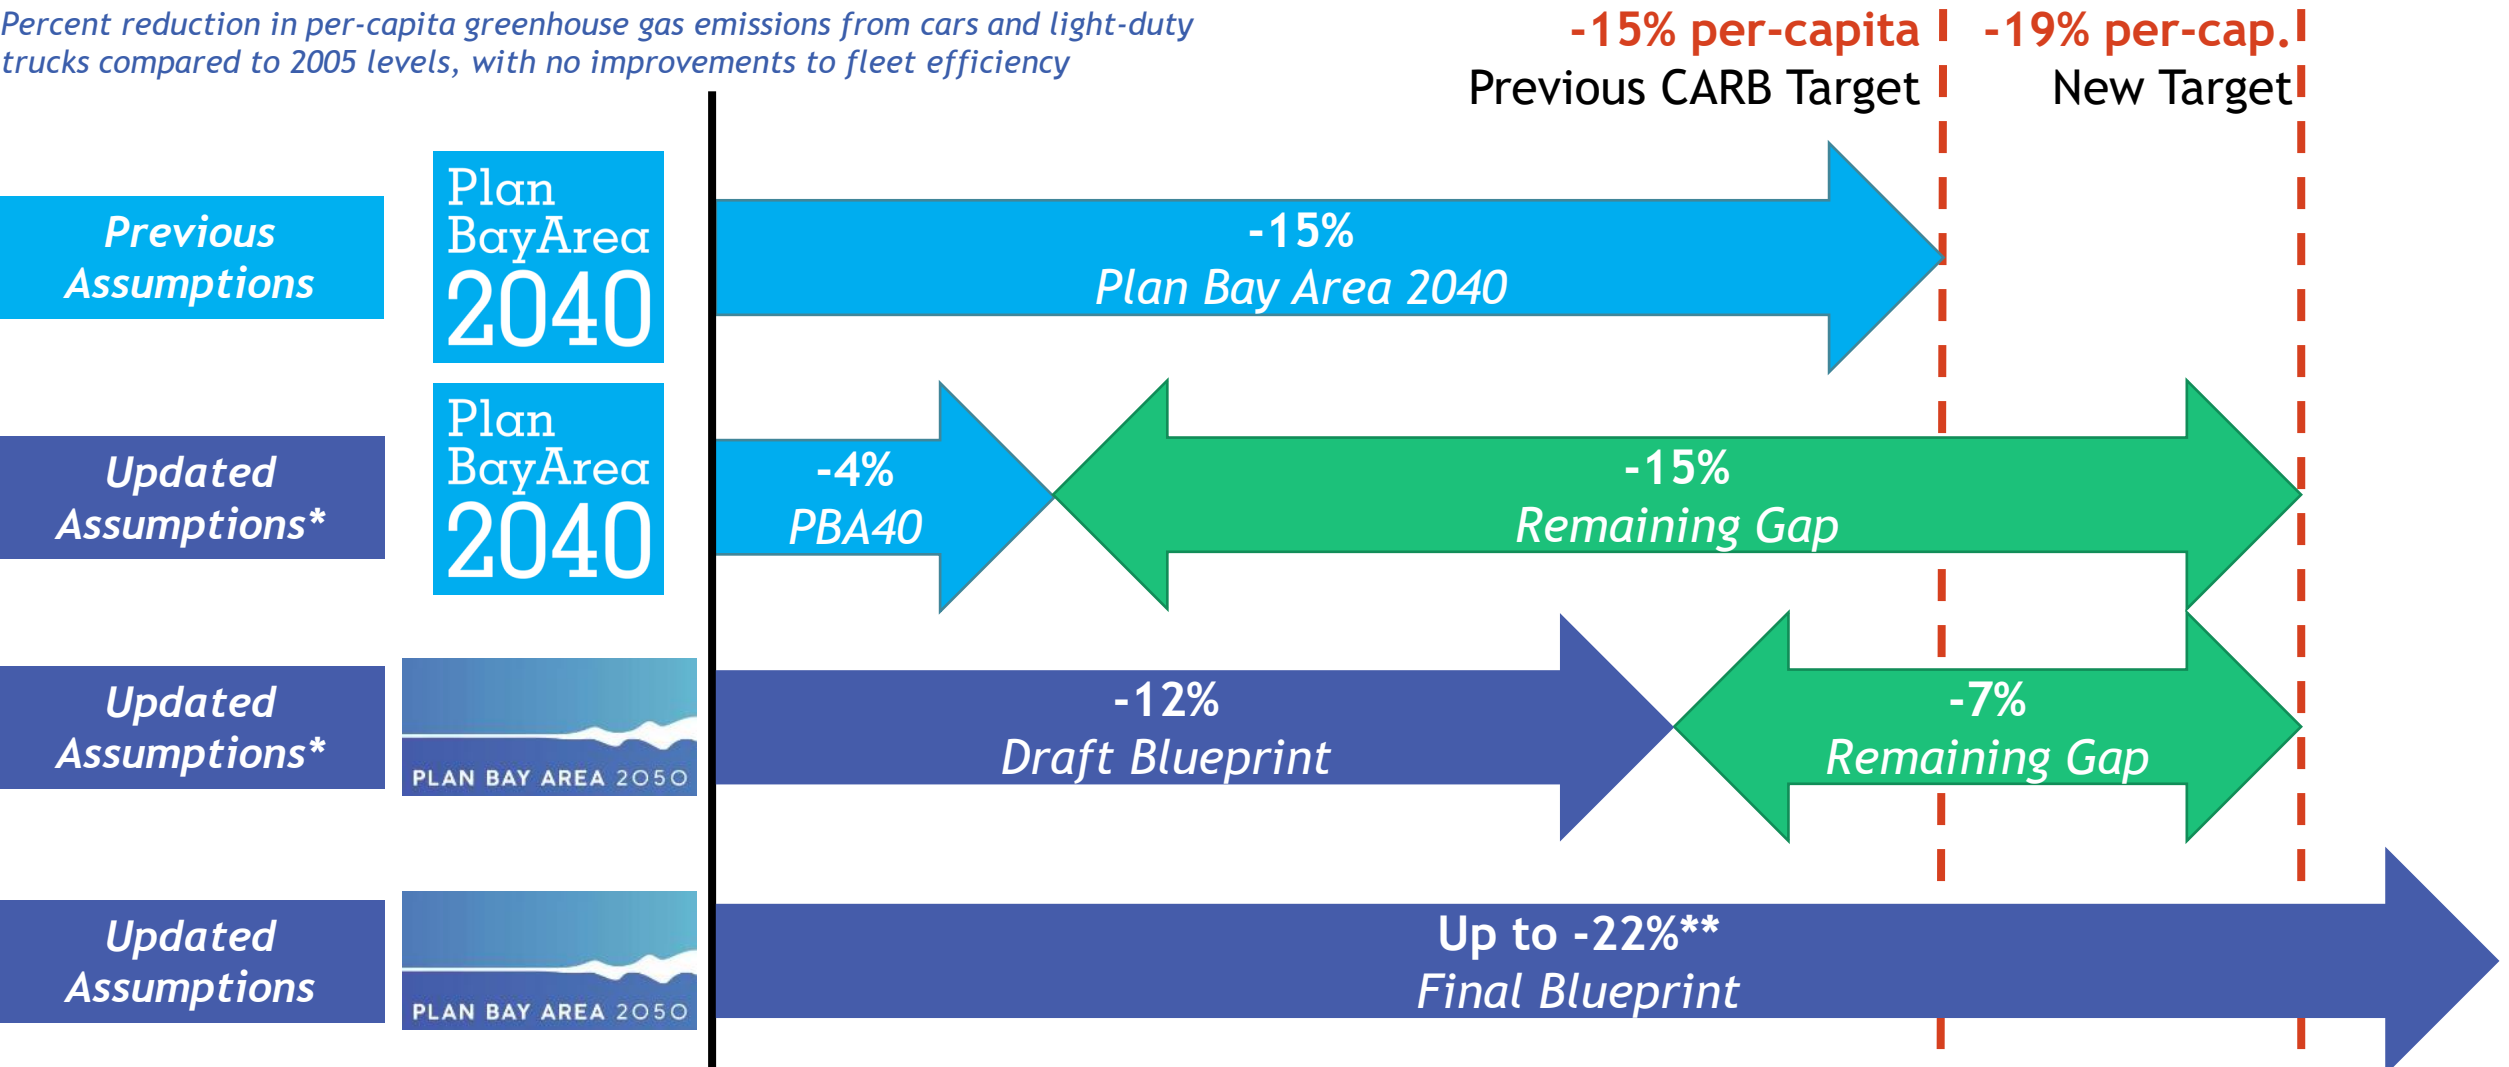 Percent reduction in per-capita greenhouse gas emissions from cars and light-duty
trucks compared to 2005 levels, with no improvements to fleet efficiency
-15% per-capita
Previous CARB Target
-19% per-cap.
New Target
Previous
Assumptions
Plan
BayArea
2040
-15%
Plan Bay Area 2040
Updated
Assumptions*
Plan
BayArea
2040
-4%
PBA40
-15%
Remaining Gap
Updated
Assumptions*
PLAN BAY AREA 2050
-12%
Draft Blueprint
-7%
Remaining Gap
Updated
Assumptions
PLAN BAY AREA 2050
Up to -22%**
Final Blueprint